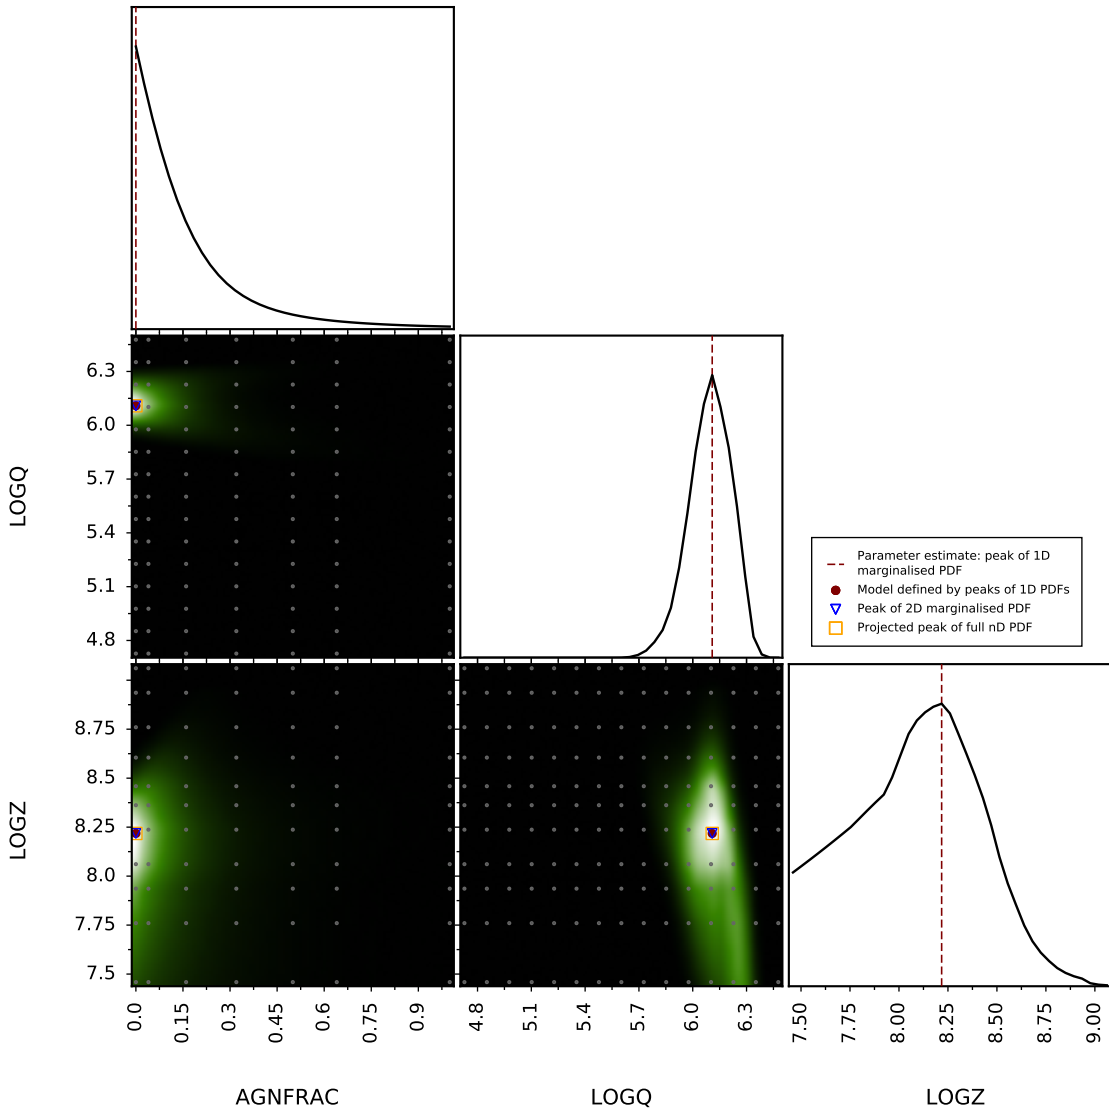 6.3
6.0
5.7
5.4
5.1
4.8
LOGQ
Parameter estimate: peak of 1D
marginalised PDF
Model defined by peaks of 1D PDFs
Peak of 2D marginalised PDF
Projected peak of full nD PDF
8.75
8.5
8.25
8.0
7.75
7.5
LOGZ
0.0 0.15 0.3 0.45 0.6 0.75 0.9
4.8 5.1 5.4 5.7 6.0 6.3
7.50 7.75 8.00 8.25 8.50 8.75 9.00
AGNFRAC
LOGQ
LOGZ